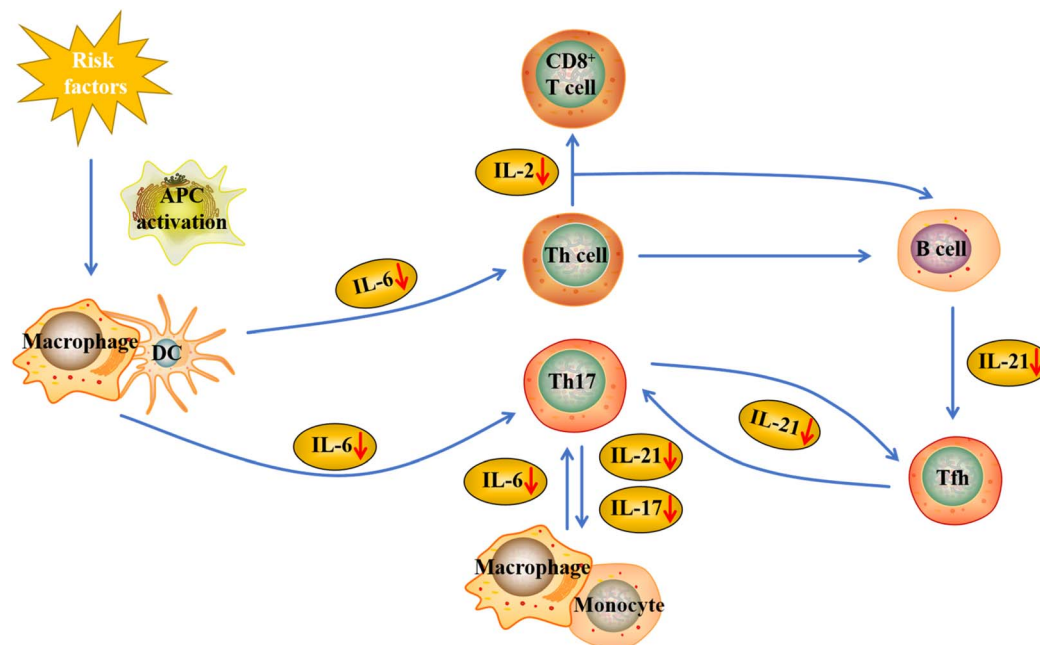 Risk
factors
APC
activation
Macrophage
DC
IL-6
IL-6
CD8⁺
T cell
IL-2
Th cell
B cell
IL-21
Th17
IL-21
Tfh
IL-6
IL-21
IL-17
Macrophage
Monocyte